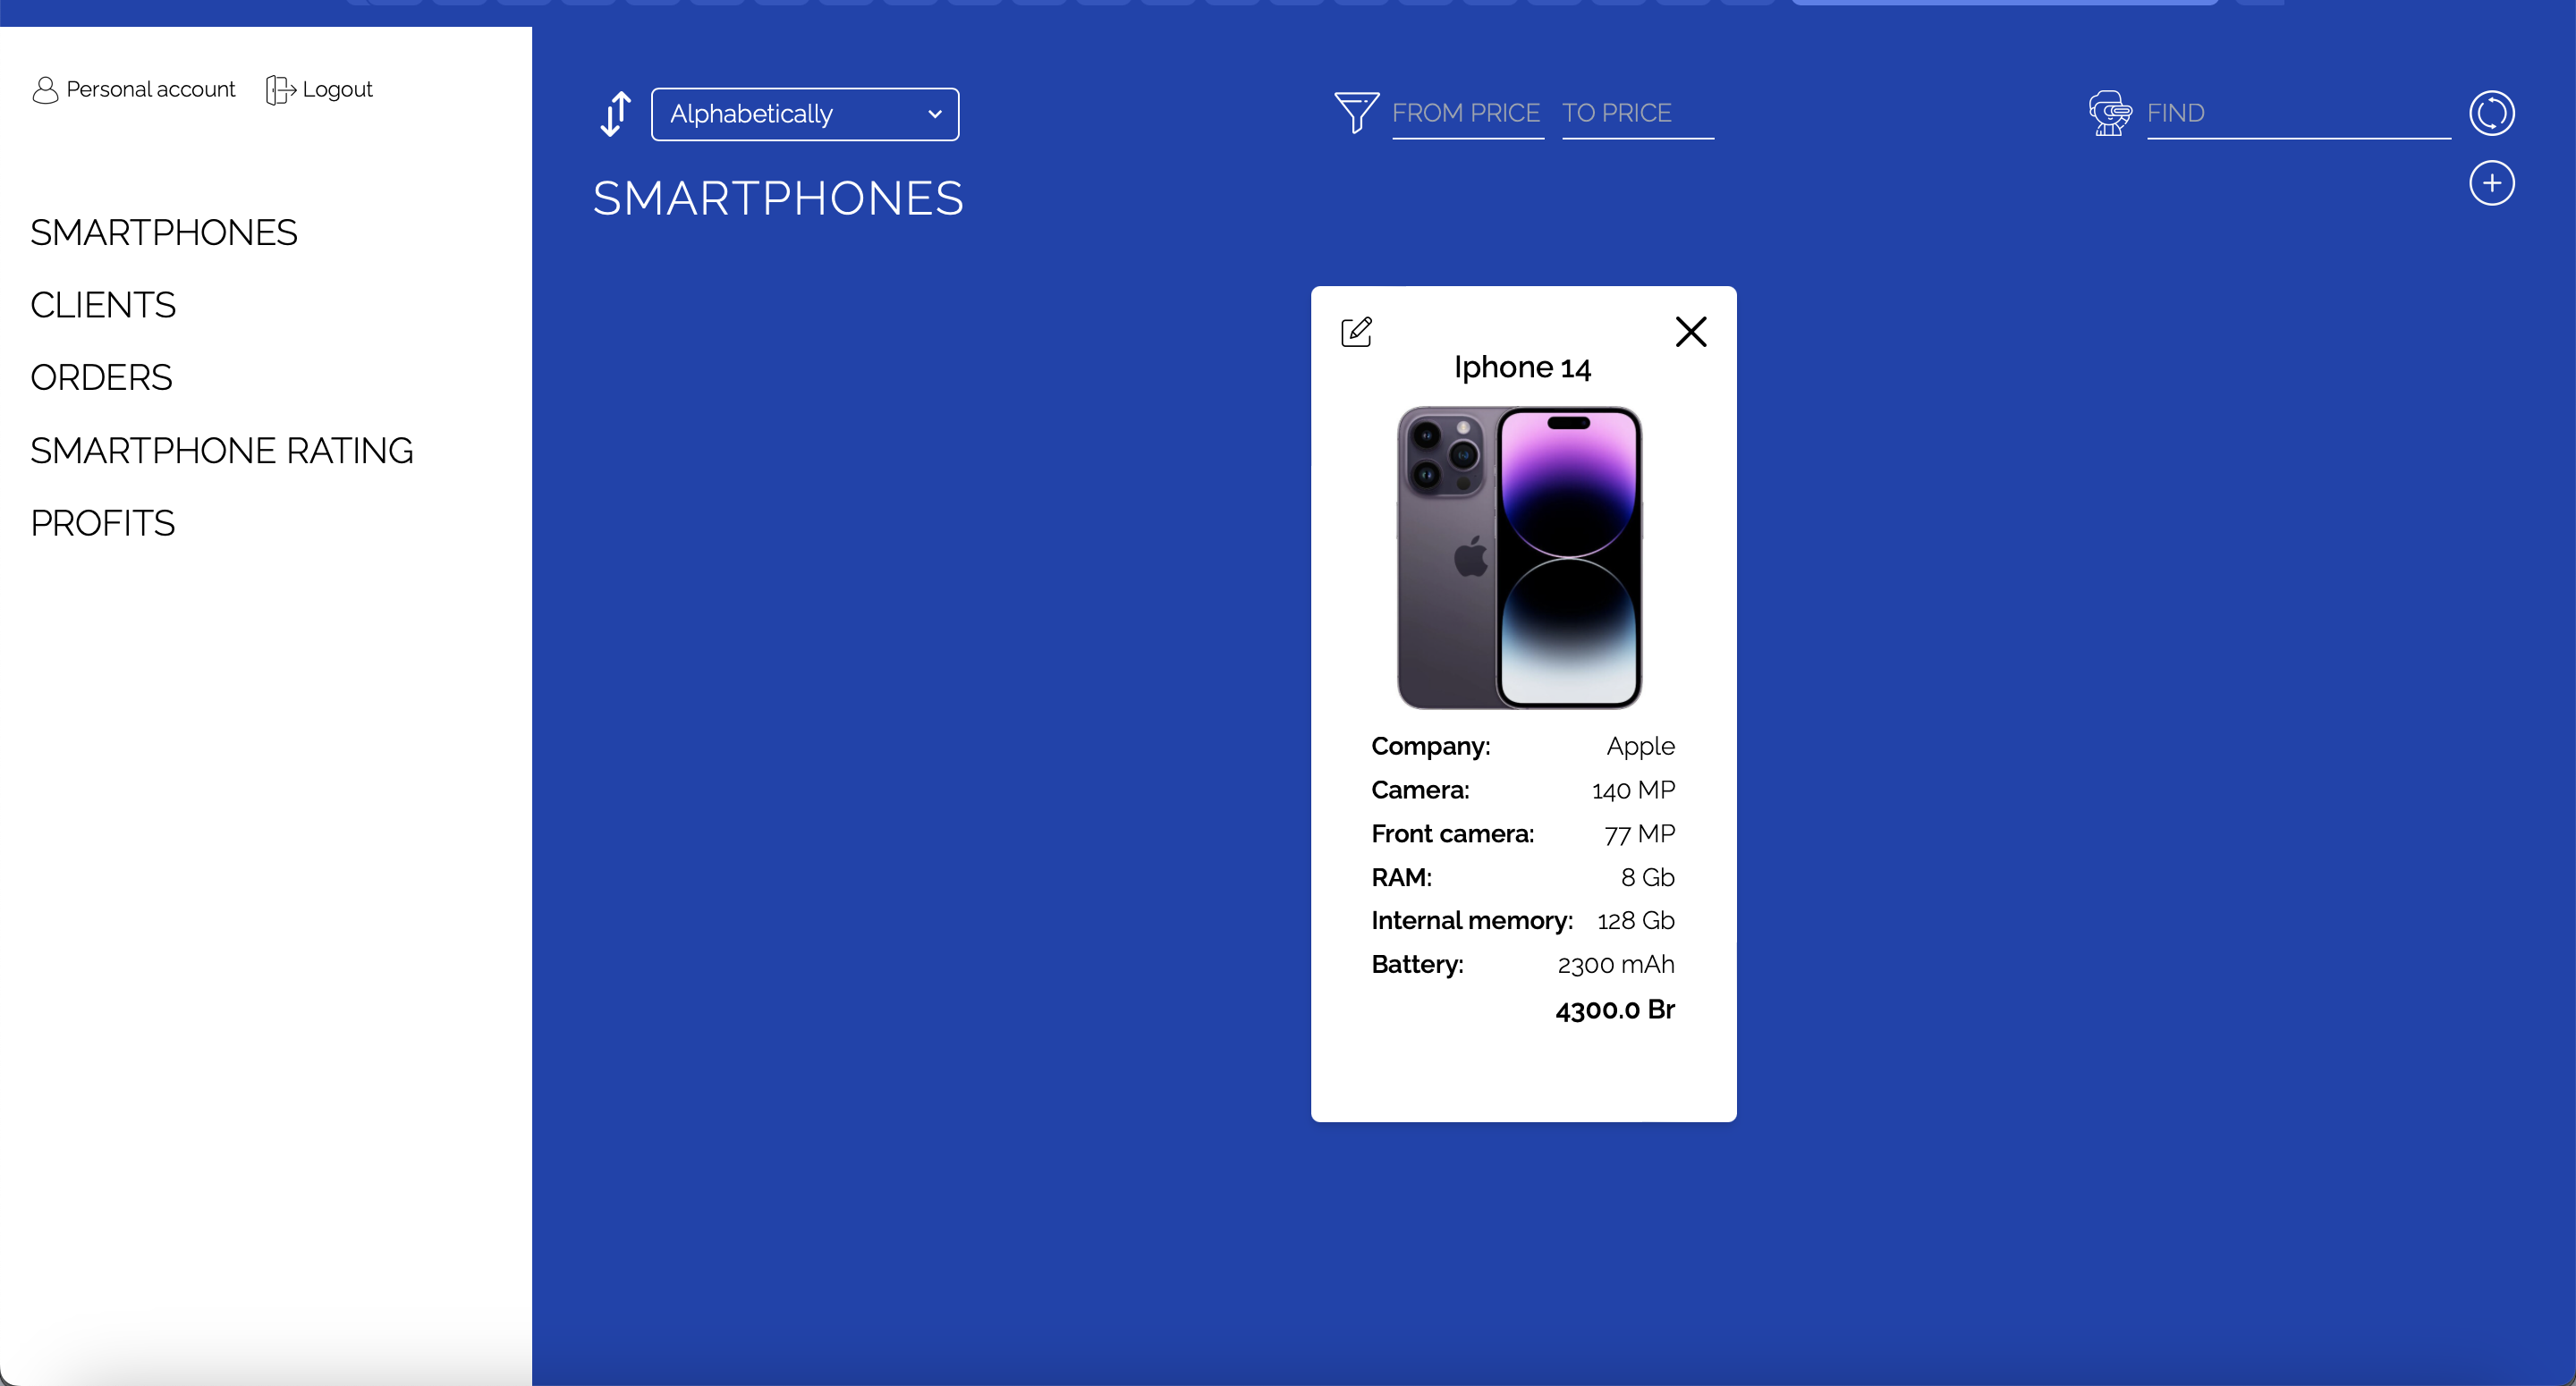 Personal account Logout
SMARTPHONES
CLIENTS
ORDERS
SMARTPHONE RATING
PROFITS
Alphabetically
FROM PRICE TO PRICE
FIND
SMARTPHONES
Iphone 14
Company: Apple
Camera: 140 MP
Front camera: 77 MP
RAM: 8 Gb
Internal memory: 128 Gb
Battery: 2300 mAh
4300.0 Br